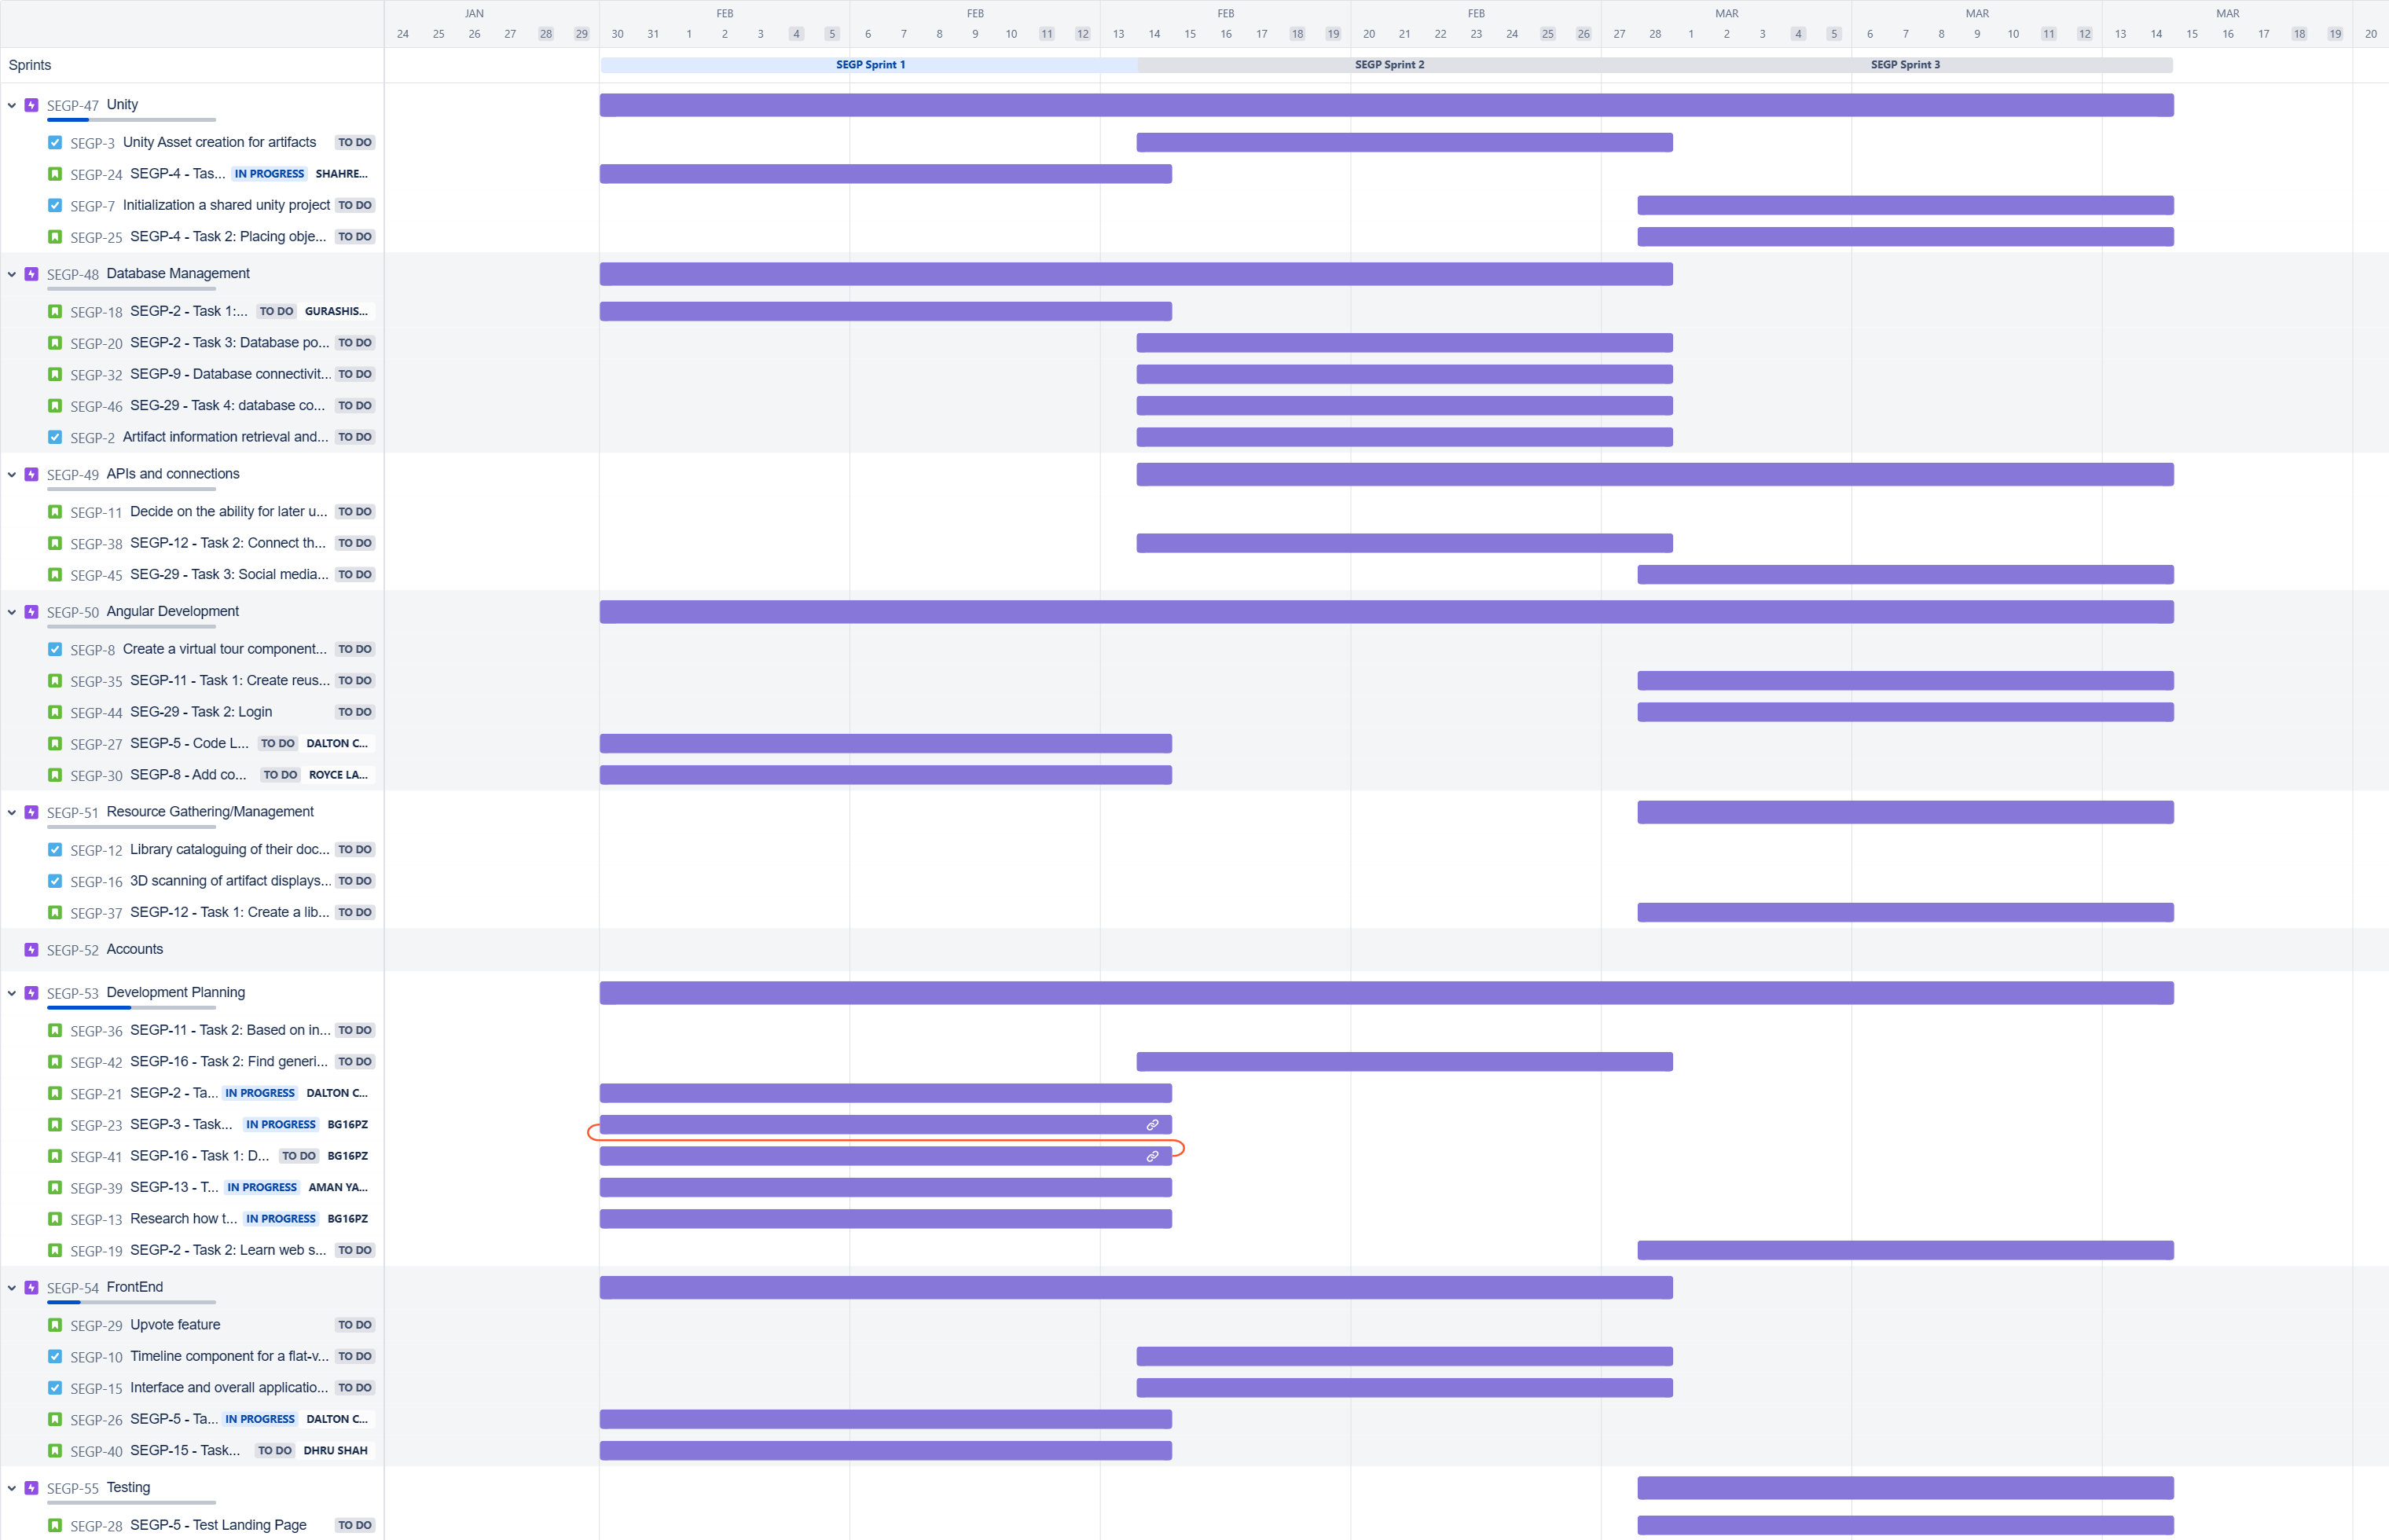 JAN FEB FEB FEB FEB MAR MAR MAR
24 25 26 27 28 29 30 31 1 2 3 4 5 6 7 8 9 10 11 12 13 14 15 16 17 18 19 20 21 22 23 24 25 26 27 28 1 2 3 4 5 6 7 8 9 10 11 12 13 14 15 16 17 18 19 20
Sprints SEGP Sprint 1 SEGP Sprint 2 SEGP Sprint 3
SEGP-47 Unity
SEGP-3 Unity Asset creation for artifacts TO DO
SEGP-24 SEGP-4 - Tas... IN PROGRESS SHAHRE...
SEGP-7 Initialization a shared unity project TO DO
SEGP-25 SEGP-4 - Task 2: Placing obje... TO DO
SEGP-48 Database Management
SEGP-18 SEGP-2 - Task 1:... TO DO GURASHIS...
SEGP-20 SEGP-2 - Task 3: Database po... TO DO
SEGP-32 SEGP-9 - Database connectivit... TO DO
SEGP-46 SEG-29 - Task 4: database co... TO DO
SEGP-2 Artifact information retrieval and... TO DO
SEGP-49 APIs and connections
SEGP-11 Decide on the ability for later u... TO DO
SEGP-38 SEGP-12 - Task 2: Connect th... TO DO
SEGP-45 SEG-29 - Task 3: Social media... TO DO
SEGP-50 Angular Development
SEGP-8 Create a virtual tour component... TO DO
SEGP-35 SEGP-11 - Task 1: Create reus... TO DO
SEGP-44 SEG-29 - Task 2: Login TO DO
SEGP-27 SEGP-5 - Code L... TO DO DALTON C...
SEGP-30 SEGP-8 - Add co... TO DO ROYCE LA...
SEGP-51 Resource Gathering/Management
SEGP-12 Library cataloguing of their doc... TO DO
SEGP-16 3D scanning of artifact displays... TO DO
SEGP-37 SEGP-12 - Task 1: Create a lib... TO DO
SEGP-52 Accounts
SEGP-53 Development Planning
SEGP-36 SEGP-11 - Task 2: Based on in... TO DO
SEGP-42 SEGP-16 - Task 2: Find generi... TO DO
SEGP-21 SEGP-2 - Ta... IN PROGRESS DALTON C...
SEGP-23 SEGP-3 - Task... IN PROGRESS BG16PZ
SEGP-41 SEGP-16 - Task 1: D... TO DO BG16PZ
SEGP-39 SEGP-13 - T... IN PROGRESS AMAN YA...
SEGP-13 Research how t... IN PROGRESS BG16PZ
SEGP-19 SEGP-2 - Task 2: Learn web s... TO DO
SEGP-54 FrontEnd
SEGP-29 Upvote feature TO DO
SEGP-10 Timeline component for a flat-v... TO DO
SEGP-15 Interface and overall applicatio... TO DO
SEGP-26 SEGP-5 - Ta... IN PROGRESS DALTON C...
SEGP-40 SEGP-15 - Task... TO DO DHRU SHAH
SEGP-55 Testing
SEGP-28 SEGP-5 - Test Landing Page TO DO